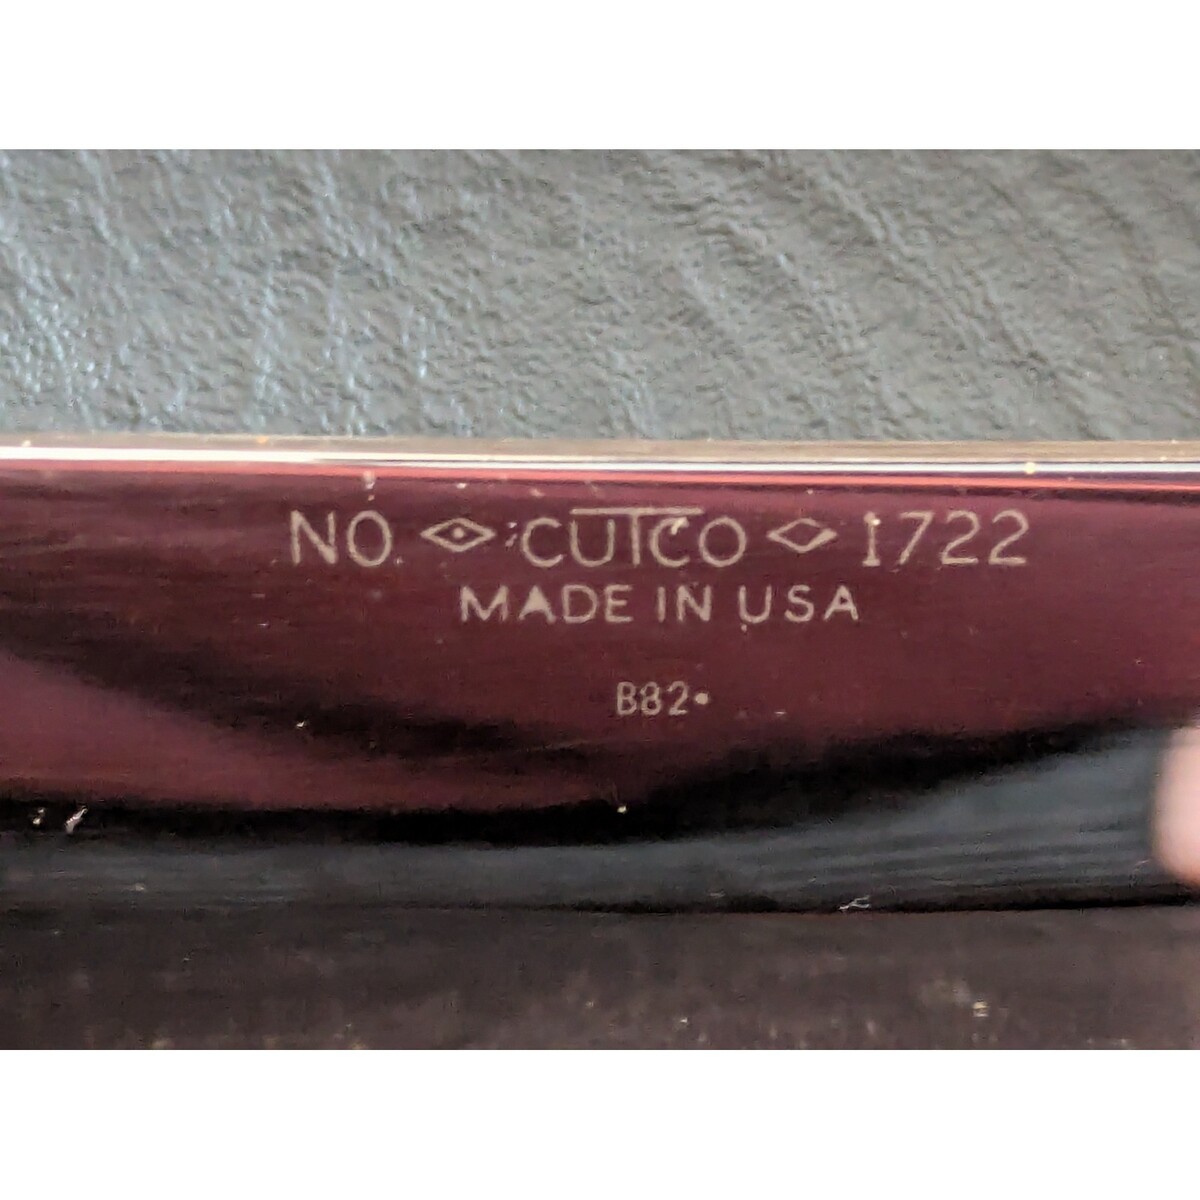 NO CUTCO 1722
MADE IN USA
B82•